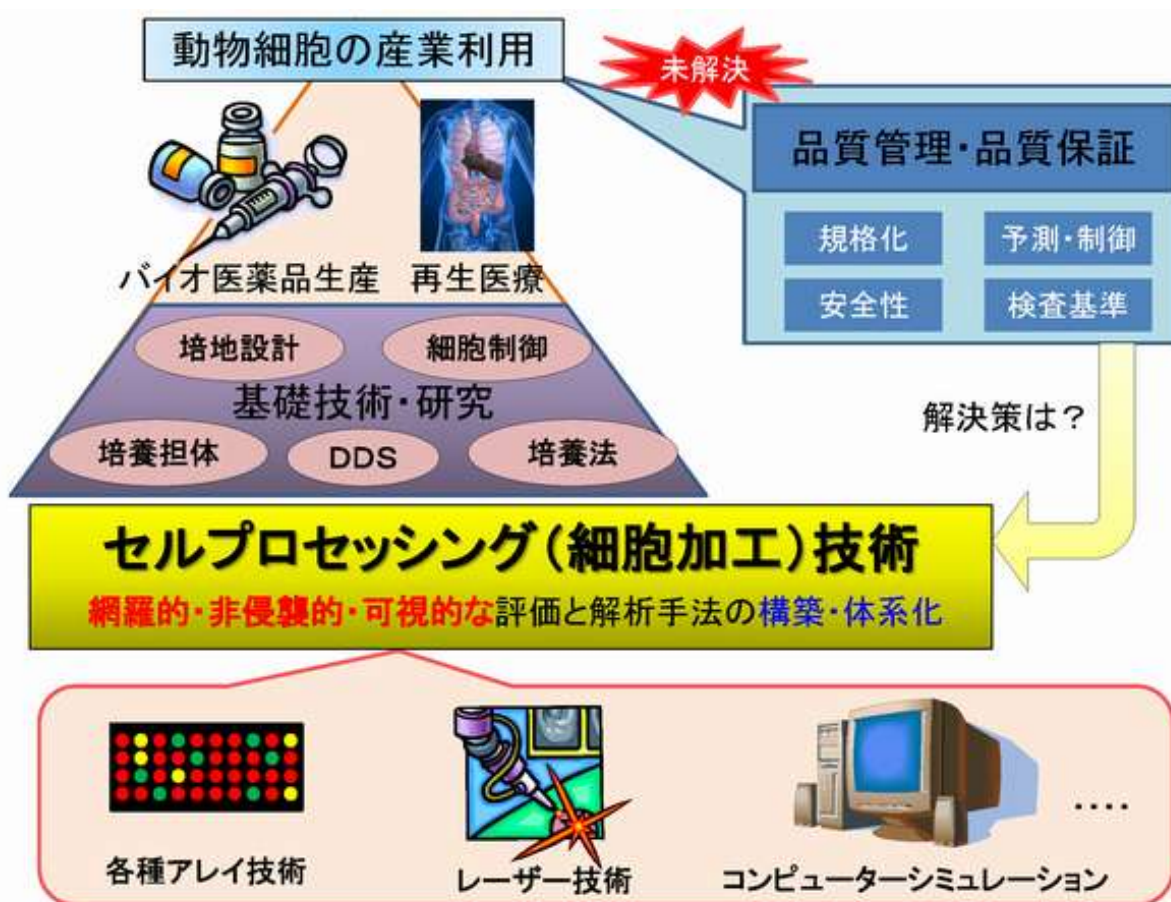 動物細胞の産業利用
未解決
品質管理・品質保証
規格化
予測・制御
安全性
検査基準
バイオ医薬品生産
再生医療
培地設計
細胞制御
基礎技術・研究
培養担体
DDS
培養法
解決策は？
セルプロセッシング（細胞加工）技術
網羅的・非侵襲的・可視的な評価と解析手法の構築・体系化
各種アレイ技術
レーザー技術
コンピューターシミュレーション
････